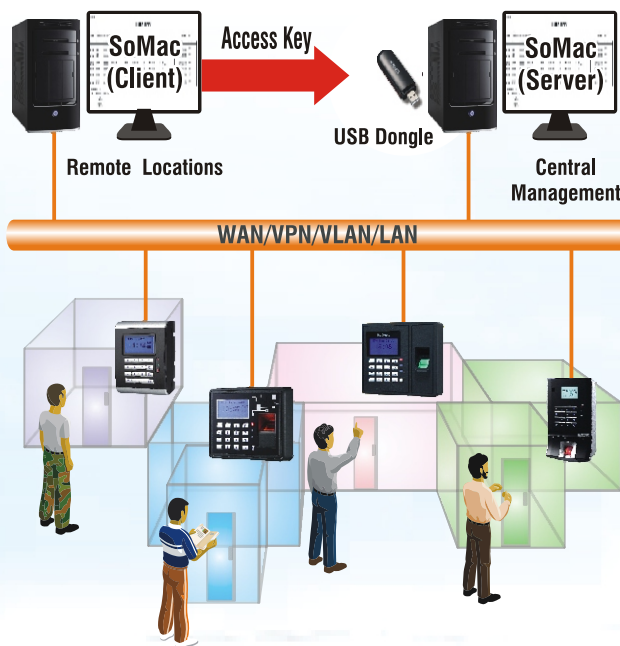 SoMac
(Client)
Access Key
SoMac
(Server)
USB Dongle
Remote Locations
Central
Management
WAN/VPN/VLAN/LAN